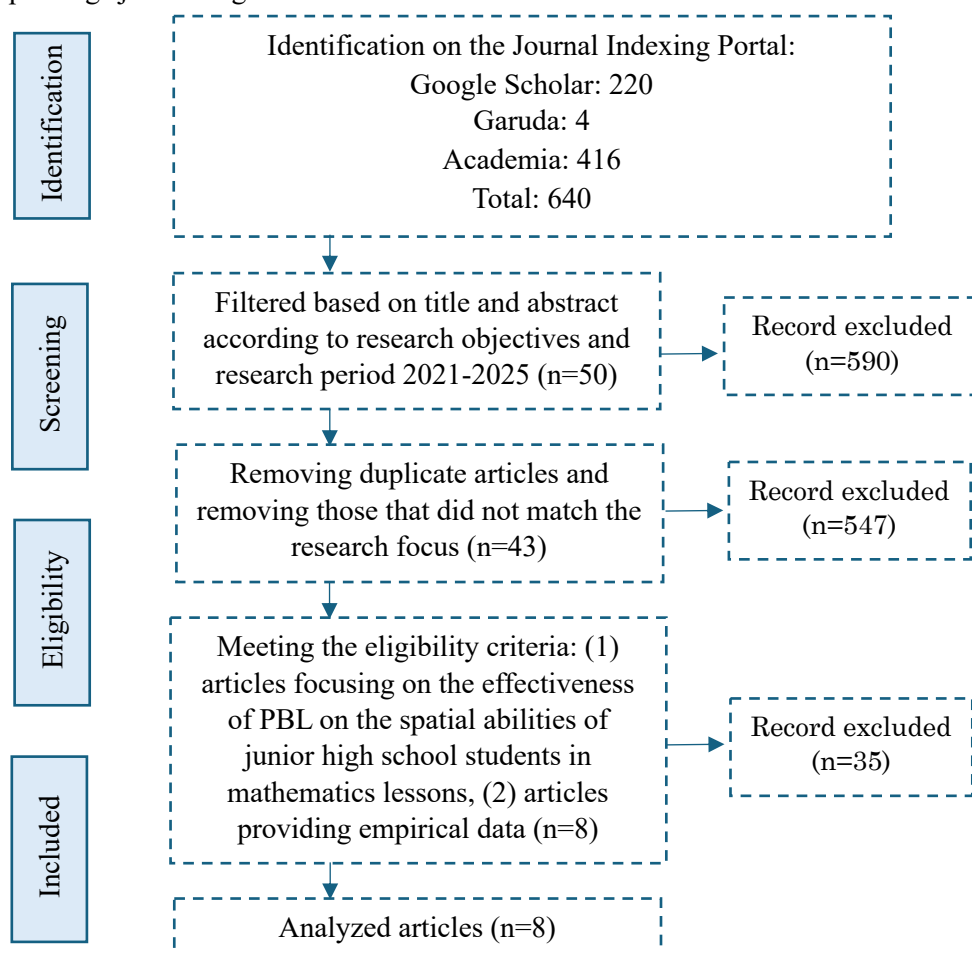 Identification
Identification on the Journal Indexing Portal:
Google Scholar: 220
Garuda: 4
Academia: 416
Total: 640
Screening
Filtered based on title and abstract
according to research objectives and
research period 2021-2025 (n=50)
Record excluded
(n=590)
Removing duplicate articles and
removing those that did not match the
research focus (n=43)
Record excluded
(n=547)
Eligibility
Meeting the eligibility criteria: (1)
articles focusing on the effectiveness
of PBL on the spatial abilities of
junior high school students in
mathematics lessons, (2) articles
providing empirical data (n=8)
Record excluded
(n=35)
Included
Analyzed articles (n=8)